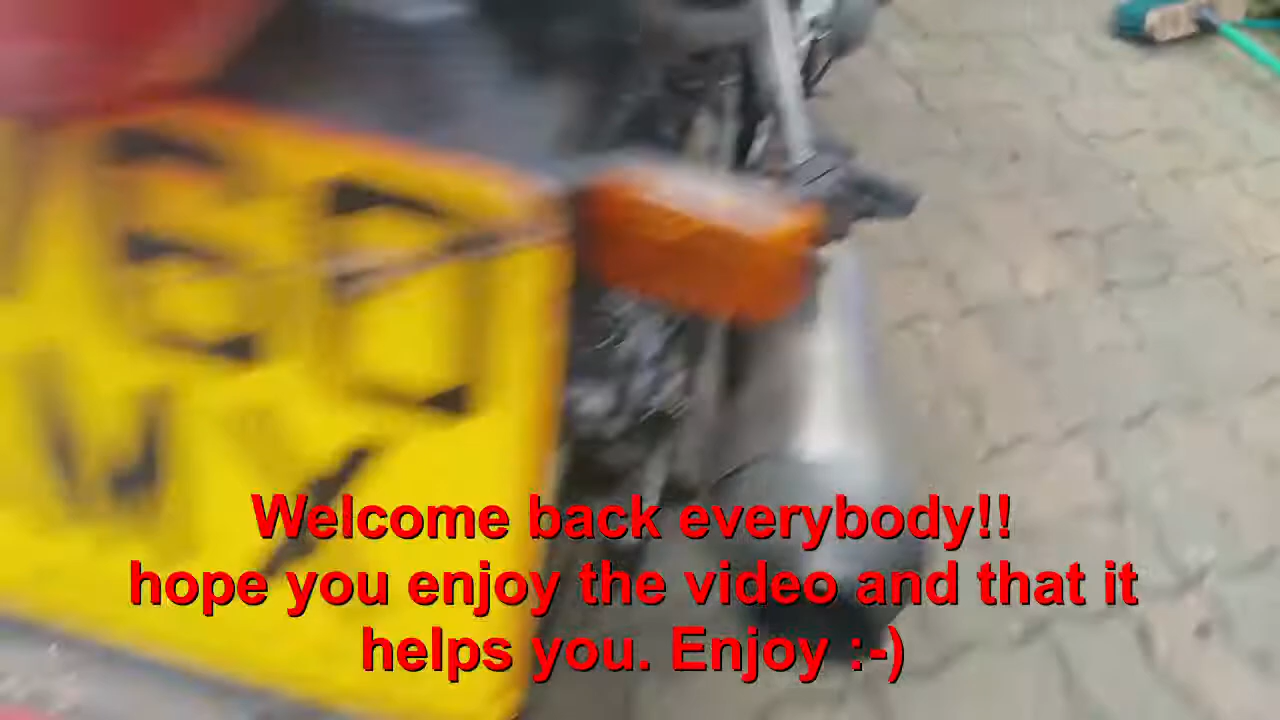 Welcome back everybody!!
hope you enjoy the video and that it
helps you. Enjoy :-)